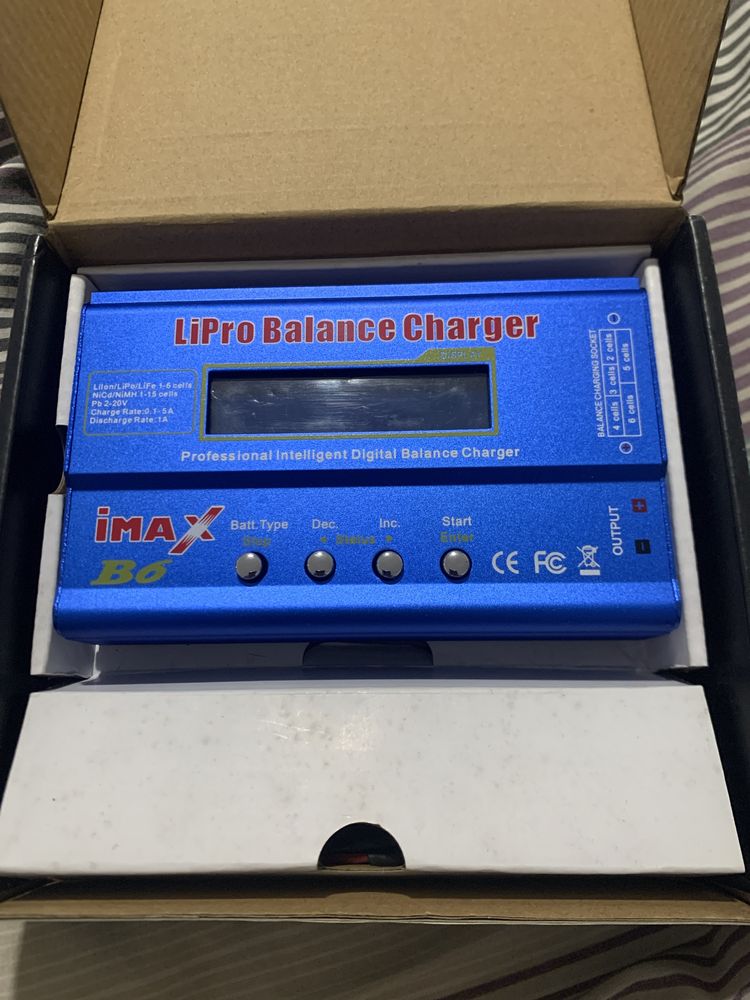 LiPro Balance Charger
DISPLAY
LiIon/LiPo/LiFe 1-6 cells
NiCd/NiMH 1-15 cells
Pb 2-20V
Charge Rate:0.1- 5A
Discharge Rate:1A
Professional Intelligent Digital Balance Charger
BALANCE CHARGING SOCKET
4 cells 3 cells 2 cells
6 cells 5 cells
iMAX
B6
Batt.Type
Stop
Dec.
Inc.
◄ Status ►
Start
Enter
CE FC
OUTPUT
+
-